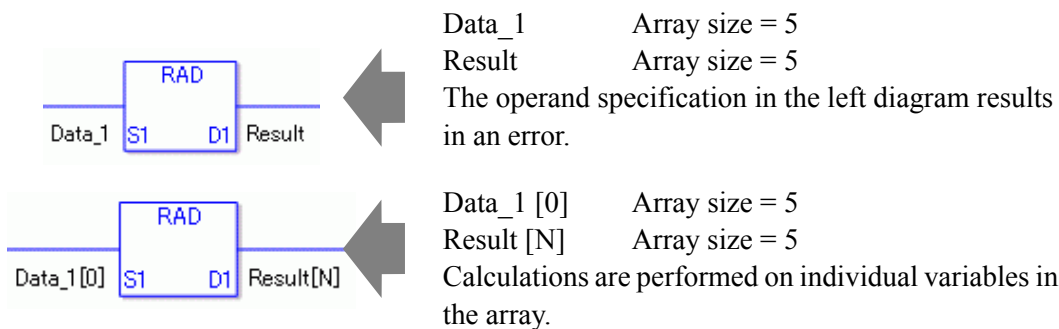 RAD
Data_1 S1 D1 Result
Data_1 Array size = 5
Result Array size = 5
The operand specification in the left diagram results
in an error.
RAD
Data_1[0] S1 D1 Result[N]
Data_1 [0] Array size = 5
Result [N] Array size = 5
Calculations are performed on individual variables in
the array.